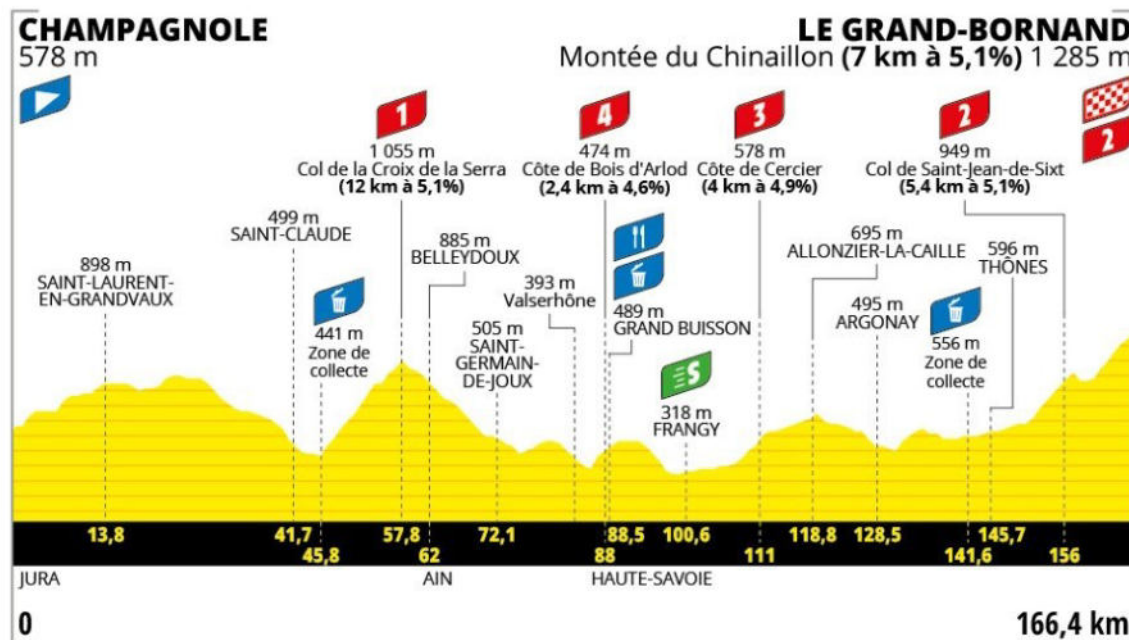 CHAMPAGNOLE
578 m
LE GRAND-BORNAND
Montée du Chinaillon (7 km à 5,1%) 1 285 m
1
1 055 m
Col de la Croix de la Serra
(12 km à 5,1%)
4
474 m
Côte de Bois d'Arlod
(2,4 km à 4,6%)
3
578 m
Côte de Cercier
(4 km à 4,9%)
2
949 m
Col de Saint-Jean-de-Sixt
(5,4 km à 5,1%)
2
898 m
SAINT-LAURENT-
EN-GRANDVAUX
499 m
SAINT-CLAUDE
441 m
Zone de
collecte
885 m
BELLEYDOUX
505 m
SAINT-
GERMAIN-
DE-JOUX
393 m
Valserhône
489 m
GRAND BUISSON
S
318 m
FRANGY
695 m
ALLONZIER-LA-CAILLE
495 m
ARGONAY
556 m
Zone de
collecte
596 m
THÔNES
13,8
41,7
45,8
57,8
62
72,1
88
88,5
100,6
111
118,8
128,5
141,6
145,7
156
JURA
AIN
HAUTE-SAVOIE
0
166,4 km